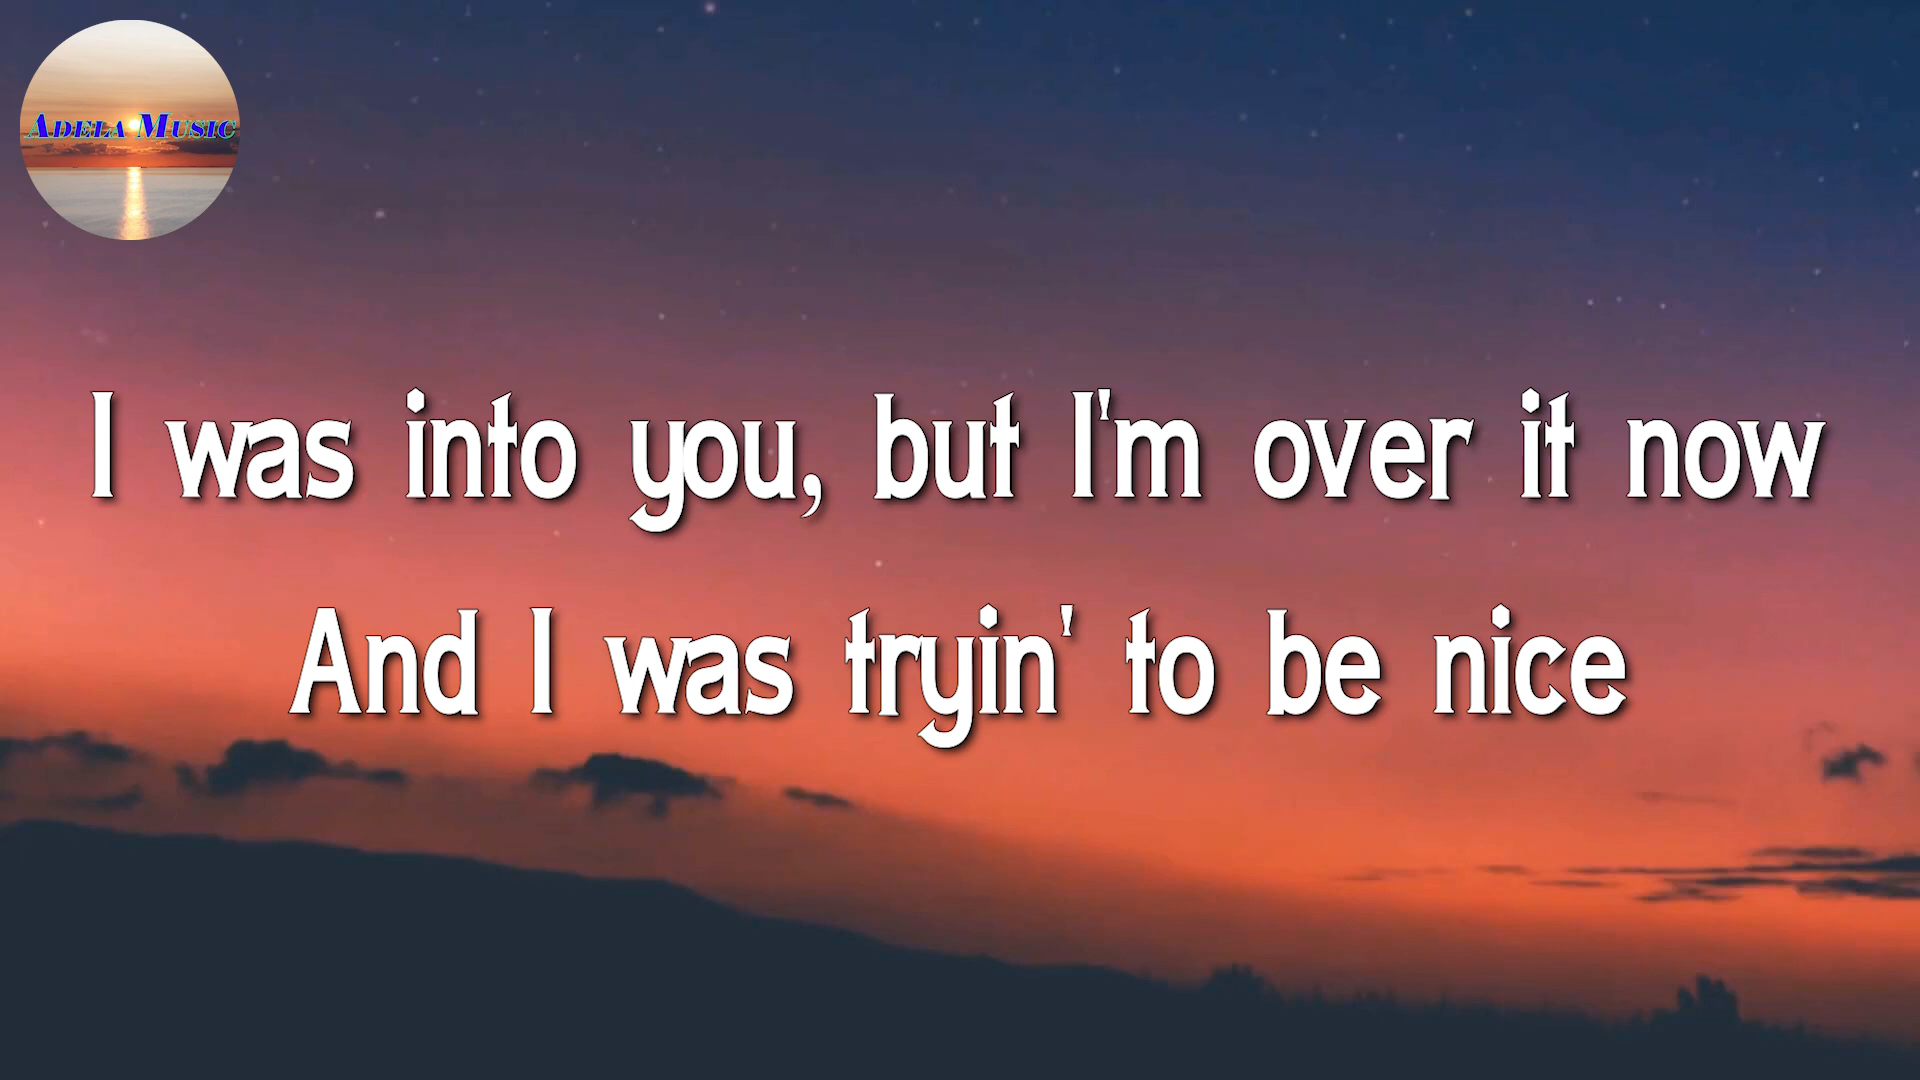 Adela Music
I was into you, but I'm over it now
And I was tryin' to be nice